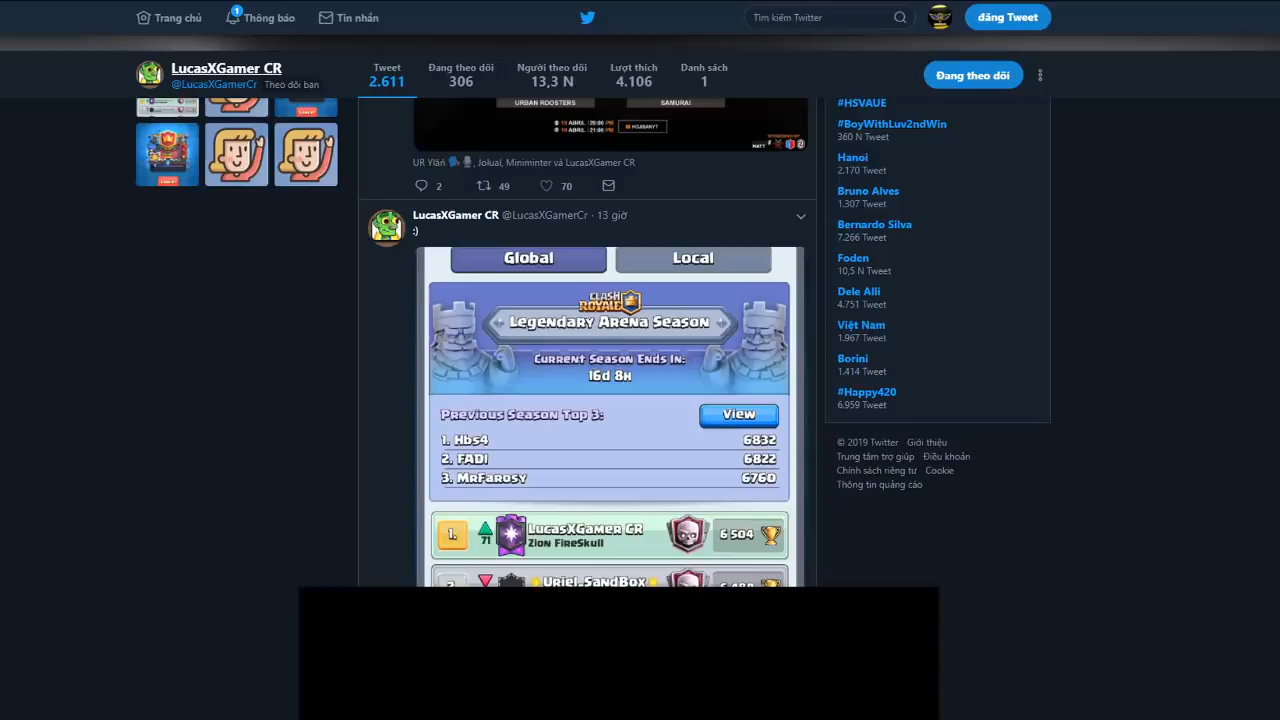 Trang chủ
1
Thông báo
Tin nhắn
Tìm kiếm Twitter
đăng Tweet
LucasXGamer CR
@LucasXGamerCr Theo dõi bạn
Tweet
2.611
Đang theo dõi
306
Người theo dõi
13,3 N
Lượt thích
4.106
Danh sách
1
Đang theo dõi
URBAN ROOSTERS
SAMURAI
UR Ylán, Jolual, Miniminter và LucasXGamer CR
2
49
70
LucasXGamer CR @LucasXGamerCr · 13 giờ
:)
Global
Local
CLASH ROYALE
Legendary Arena Season
Current Season Ends In:
16d 8h
Previous Season Top 3:
View
1. Hbs4 6832
2. FADI 6822
3. MrFarosy 6760
1.
71
LucasXGamer CR
Zion FireSkull
6 504
Uriel.SandBox
#HSVAUE
#BoyWithLuv2ndWin
360 N Tweet
Hanoi
2.170 Tweet
Bruno Alves
1.307 Tweet
Bernardo Silva
7.266 Tweet
Foden
10,5 N Tweet
Dele Alli
4.751 Tweet
Việt Nam
1.967 Tweet
Borini
1.414 Tweet
#Happy420
6.959 Tweet
© 2019 Twitter Giới thiệu
Trung tâm trợ giúp Điều khoản
Chính sách riêng tư Cookie
Thông tin quảng cáo